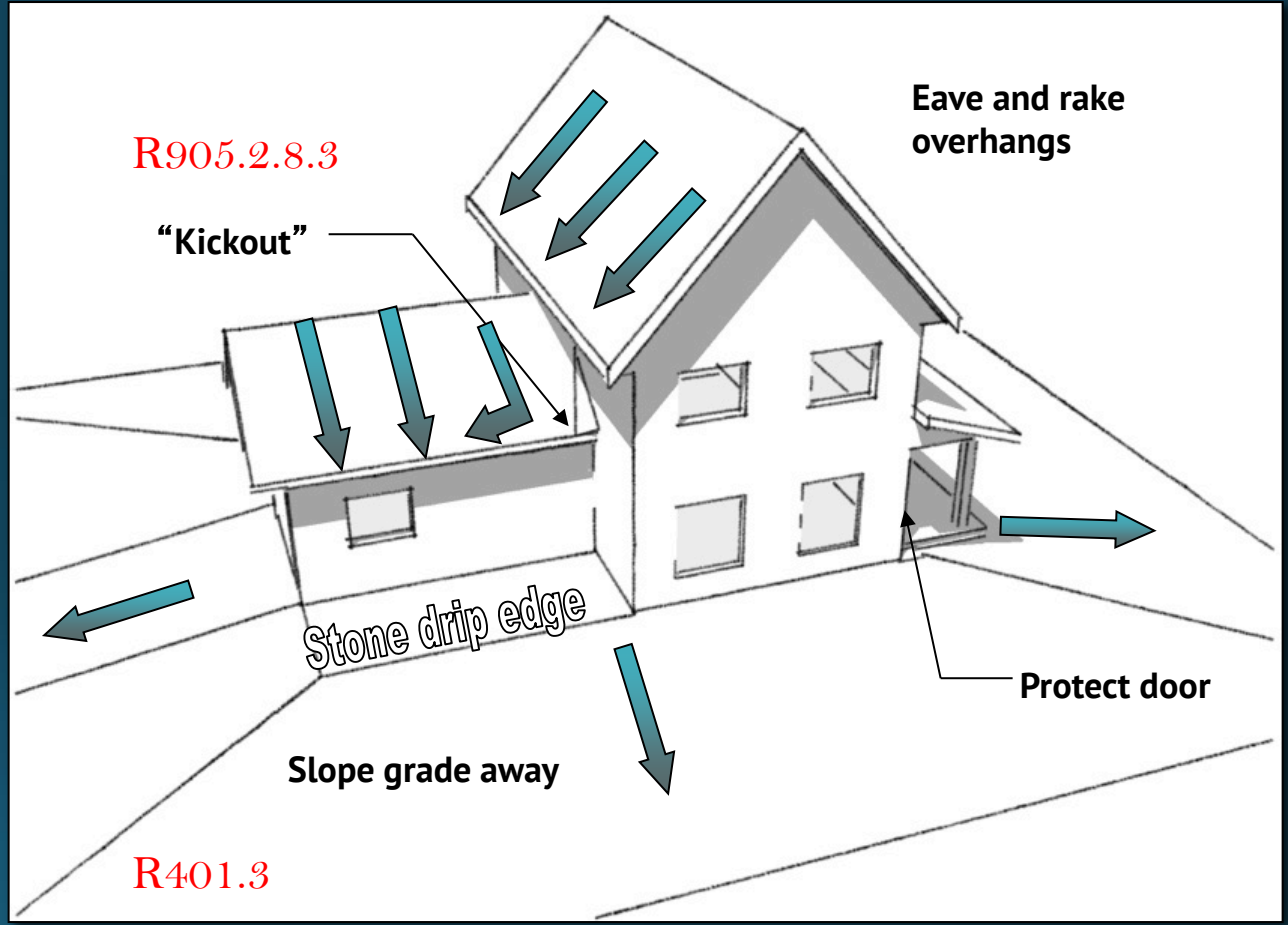 Eave and rake
overhangs
R905.2.8.3
“Kickout”
Stone drip edge
Protect door
Slope grade away
R401.3